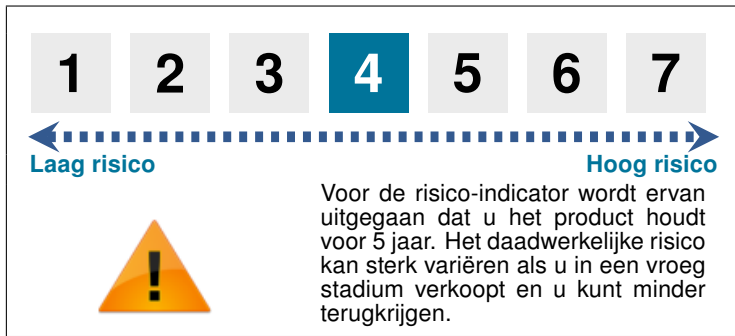 1 2 3 4 5 6 7
Laag risico Hoog risico
Voor de risico-indicator wordt ervan
uitgegaan dat u het product houdt
voor 5 jaar. Het daadwerkelijke risico
kan sterk variëren als u in een vroeg
stadium verkoopt en u kunt minder
terugkrijgen.